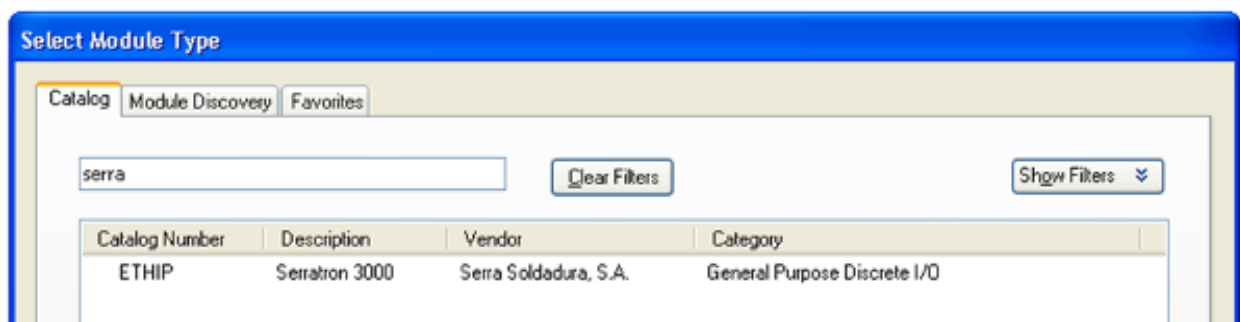 Select Module Type
Catalog Module Discovery Favorites
serra Clear Filters Show Filters
Catalog Number Description Vendor Category
ETHIP Serratron 3000 Serra Soldadura, S.A. General Purpose Discrete I/O